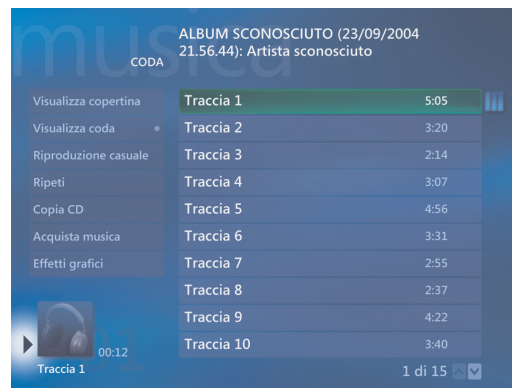 musica
CODA
ALBUM SCONOSCIUTO (23/09/2004
21.56.44): Artista sconosciuto
Visualizza copertina
Visualizza coda
Riproduzione casuale
Ripeti
Copia CD
Acquista musica
Effetti grafici
Traccia 1 5:05
Traccia 2 3:20
Traccia 3 2:14
Traccia 4 3:07
Traccia 5 4:56
Traccia 6 3:31
Traccia 7 2:55
Traccia 8 2:37
Traccia 9 4:22
Traccia 10 3:40
01
00:12
Traccia 1
1 di 15